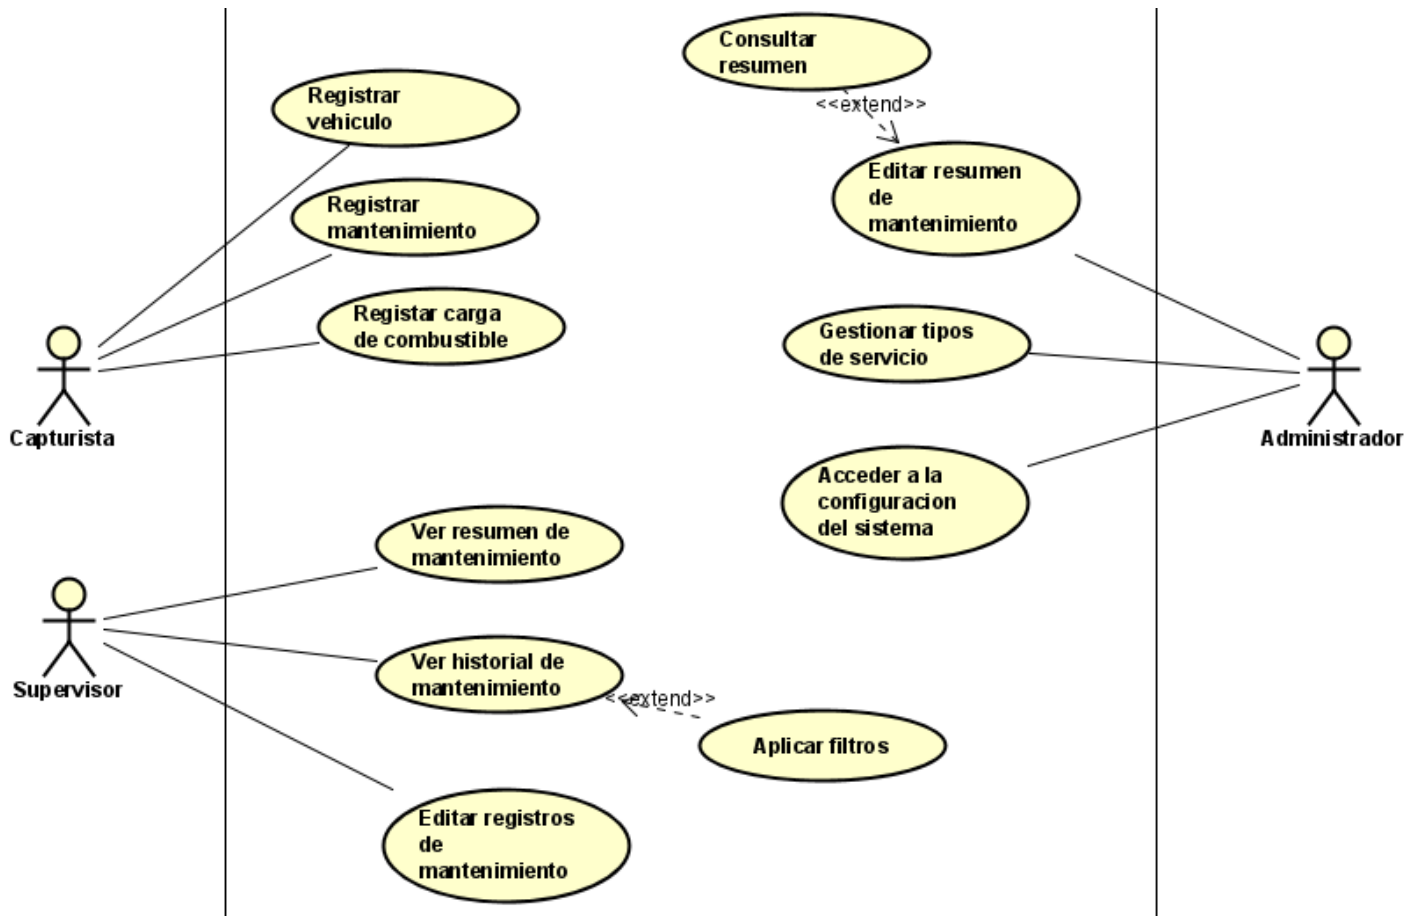 Consultar
resumen
<<extend>>
Registrar
vehiculo
Editar resumen
de
mantenimiento
Registrar
mantenimiento
Registar carga
de combustible
Gestionar tipos
de servicio
Capturista
Administrador
Acceder a la
configuracion
del sistema
Ver resumen de
mantenimiento
Ver historial de
mantenimiento
Supervisor
<<extend>>
Aplicar filtros
Editar registros
de
mantenimiento